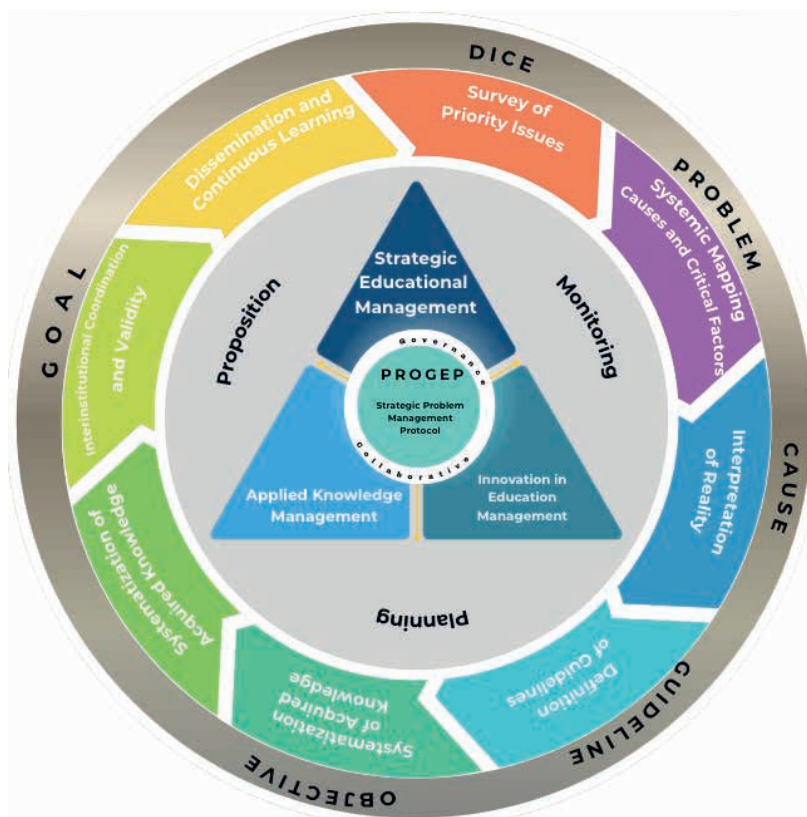 DICE
PROBLEM
CAUSE
GUIDELINE
OBJECTIVE
GOAL
Survey of
Priority Issues
Systemic Mapping
Causes and Critical Factors
Interpretation
of Reality
Definition
of Guidelines
Systematization
of Acquired
Knowledge
Systematization of
Acquired Knowledge
Interinstitutional Coordination
and Validity
Dissemination and
Continuous Learning
Proposition
Monitoring
Planning
Strategic
Educational
Management
Governance
PROGEP
Strategic Problem
Management
Protocol
Collaborative
Applied Knowledge
Management
Innovation in
Education
Management